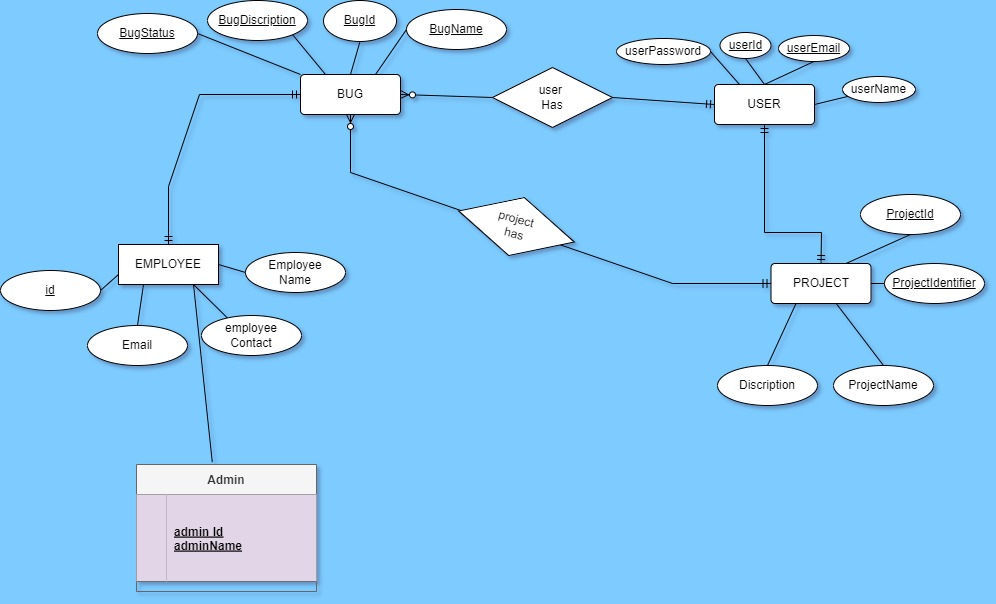 BugStatus
BugDiscription
BugId
BugName
BUG
user
Has
userPassword
userId
userEmail
userName
USER
project
has
ProjectId
PROJECT
ProjectIdentifier
Discription
ProjectName
EMPLOYEE
Employee
Name
id
Email
employee
Contact
Admin
admin Id
adminName